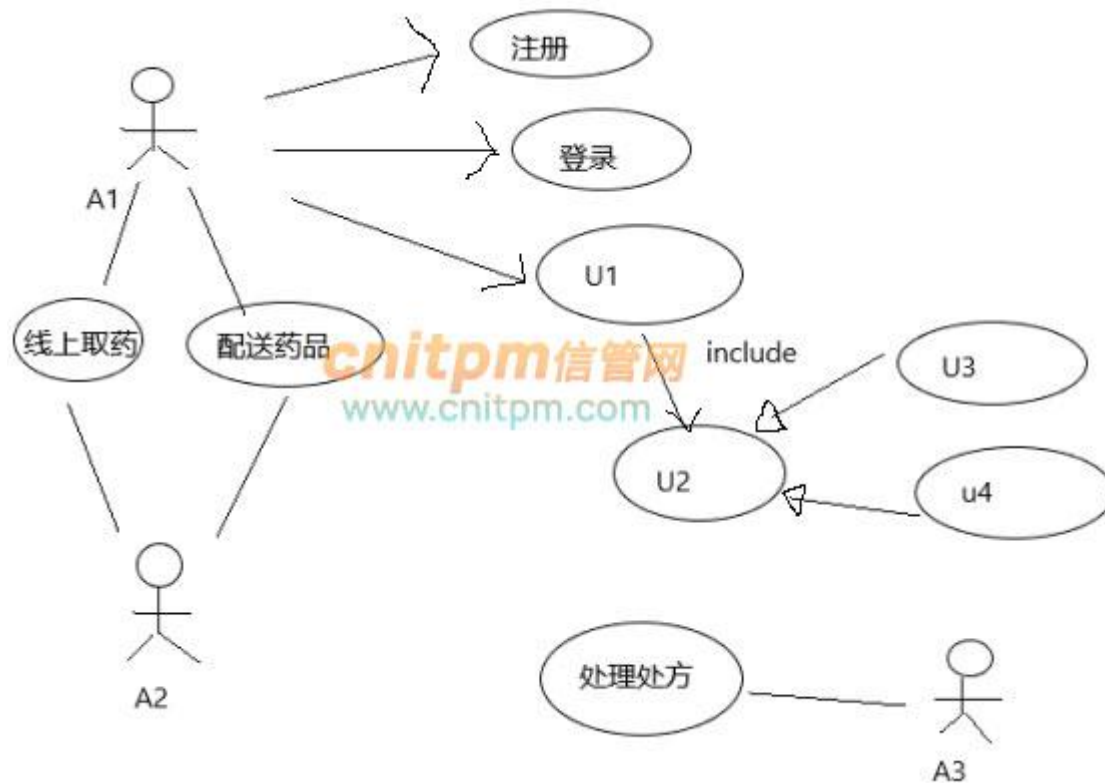 注册
登录
A1
U1
线上取药
配送药品
cnitpm信管网
www.cnitpm.com
include
U3
U2
u4
处理处方
A2
A3